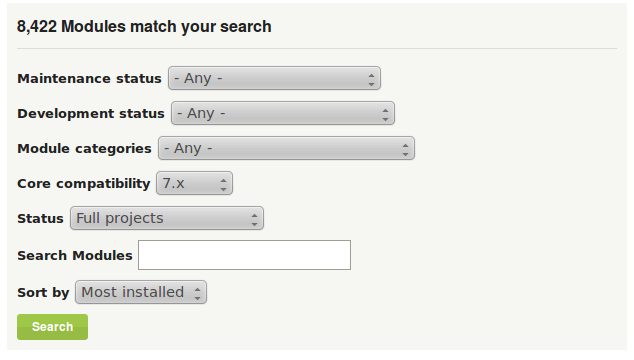 8,422 Modules match your search
Maintenance status - Any -
Development status - Any -
Module categories - Any -
Core compatibility 7.x
Status Full projects
Search Modules
Sort by Most installed
Search